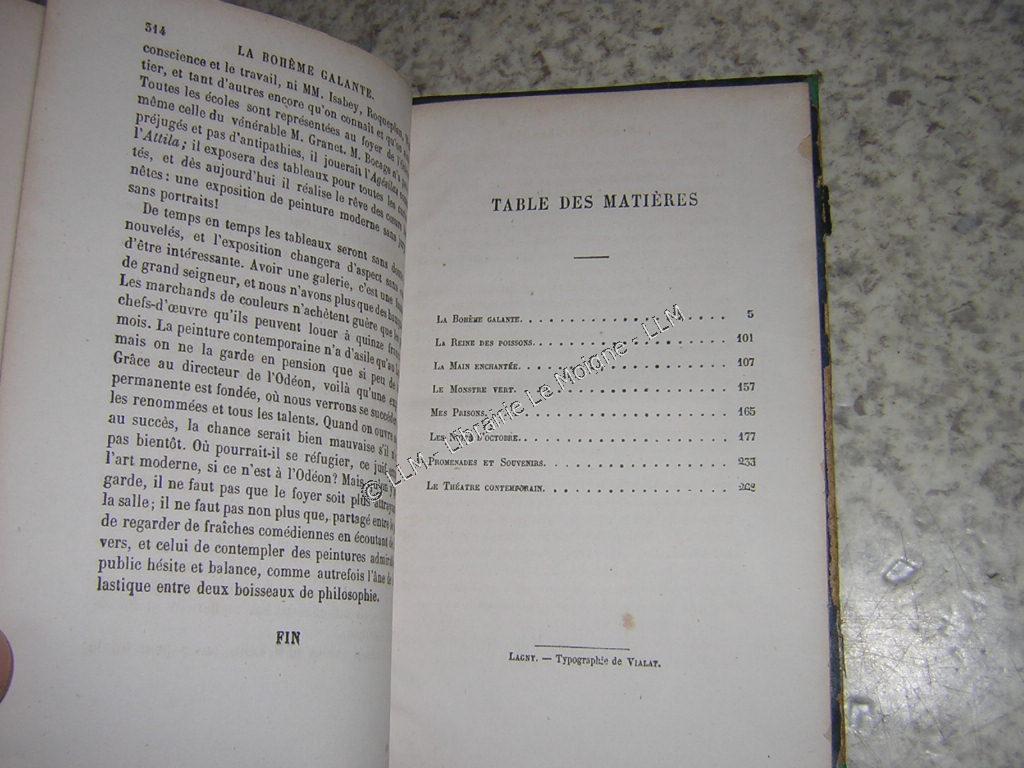 314
LA BOHÈME GALANTE.
conscience et le travail, ni MM. Isabey, Roqueplan,
tier, et tant d'autres encore qu'on connaît et qu'on
Toutes les écoles sont représentées au foyer de l'
même celle du vénérable M. Granet. M. Bocage n'a
préjugés et pas d'antipathies, il jouerait l'Agésilas
l'Attila; il exposera des tableaux pour toutes les
tés, et dès aujourd'hui il réalise le rêve des cœurs
nêtes: une exposition de peinture moderne sans
sans portraits!
De temps en temps les tableaux seront sans
nouvelés, et l'exposition changera d'aspect sans
d'être intéressante. Avoir une galerie, c'est une
de grand seigneur, et nous n'avons plus que des
Les marchands de couleurs n'achètent guère que les
chefs-d'œuvre qu'ils peuvent louer à quinze francs
mois. La peinture contemporaine n'a d'asile qu'au
mais on ne la garde en pension que si peu de
Grâce au directeur de l'Odéon, voilà qu'une
permanente est fondée, où nous verrons se succéder
les renommées et tous les talents. Quand on ouvre
au succès, la chance serait bien mauvaise s'il
pas bientôt. Où pourrait-il se réfugier, ce juif
l'art moderne, si ce n'est à l'Odéon? Mais
garde, il ne faut pas que le foyer soit plus attrayant
la salle; il ne faut pas non plus que, partagé entre
de regarder de fraîches comédiennes en écoutant de
vers, et celui de contempler des peintures
public hésite et balance, comme autrefois l'âne
lastique entre deux boisseaux de philosophie.
FIN
TABLE DES MATIÈRES
LA BOHÈME GALANTE. 5
LA REINE DES POISSONS. 101
LA MAIN ENCHANTÉE. 107
LE MONSTRE VERT. 157
MES PRISONS. 165
LES D'OCTOBRE. 177
PROMENADES ET SOUVENIRS. 233
LE THÉATRE CONTEMPORAIN. 262
LAGNY. — Typographie de VIALAT.
© LLM - Librairie Le Moigne - LLM